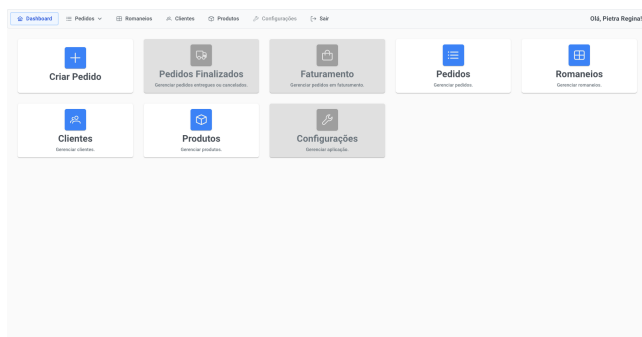 Dashboard Pedidos Romaneios Clientes Produtos Configurações Sair Olá, Pietra Regina!
Criar Pedido
Pedidos Finalizados
Gerenciar pedidos entregues ou cancelados.
Faturamento
Gerenciar pedidos em faturamento.
Pedidos
Gerenciar pedidos.
Romaneios
Gerenciar romaneios.
Clientes
Gerenciar clientes.
Produtos
Gerenciar produtos.
Configurações
Gerenciar aplicação.